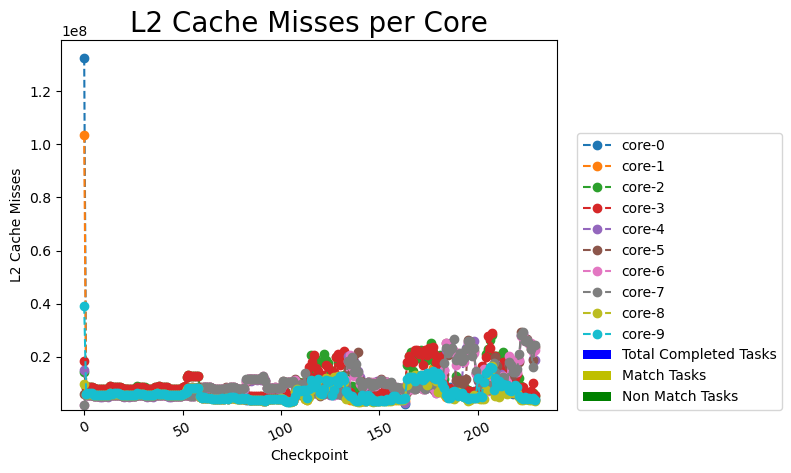 L2 Cache Misses per Core
1e8
1.2
1.0
0.8
0.6
0.4
0.2
L2 Cache Misses
0
50
100
150
200
Checkpoint
core-0
core-1
core-2
core-3
core-4
core-5
core-6
core-7
core-8
core-9
Total Completed Tasks
Match Tasks
Non Match Tasks